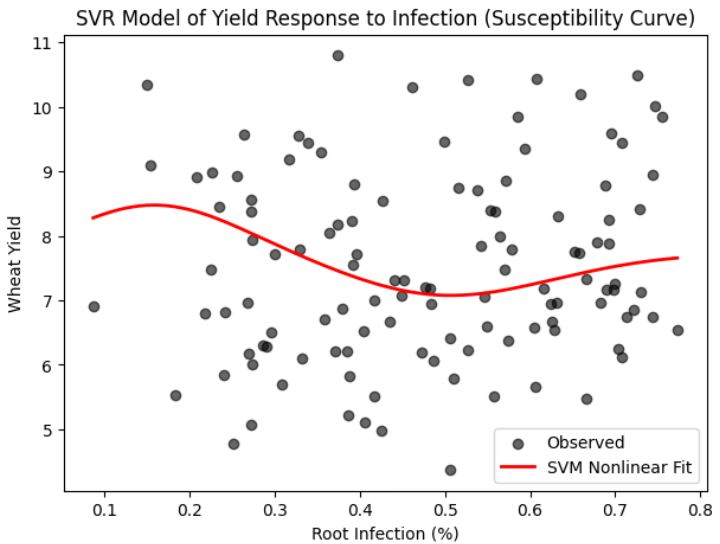 SVR Model of Yield Response to Infection (Susceptibility Curve)
11
10
9
8
7
6
5
Wheat Yield
Observed
SVM Nonlinear Fit
0.1 0.2 0.3 0.4 0.5 0.6 0.7 0.8
Root Infection (%)